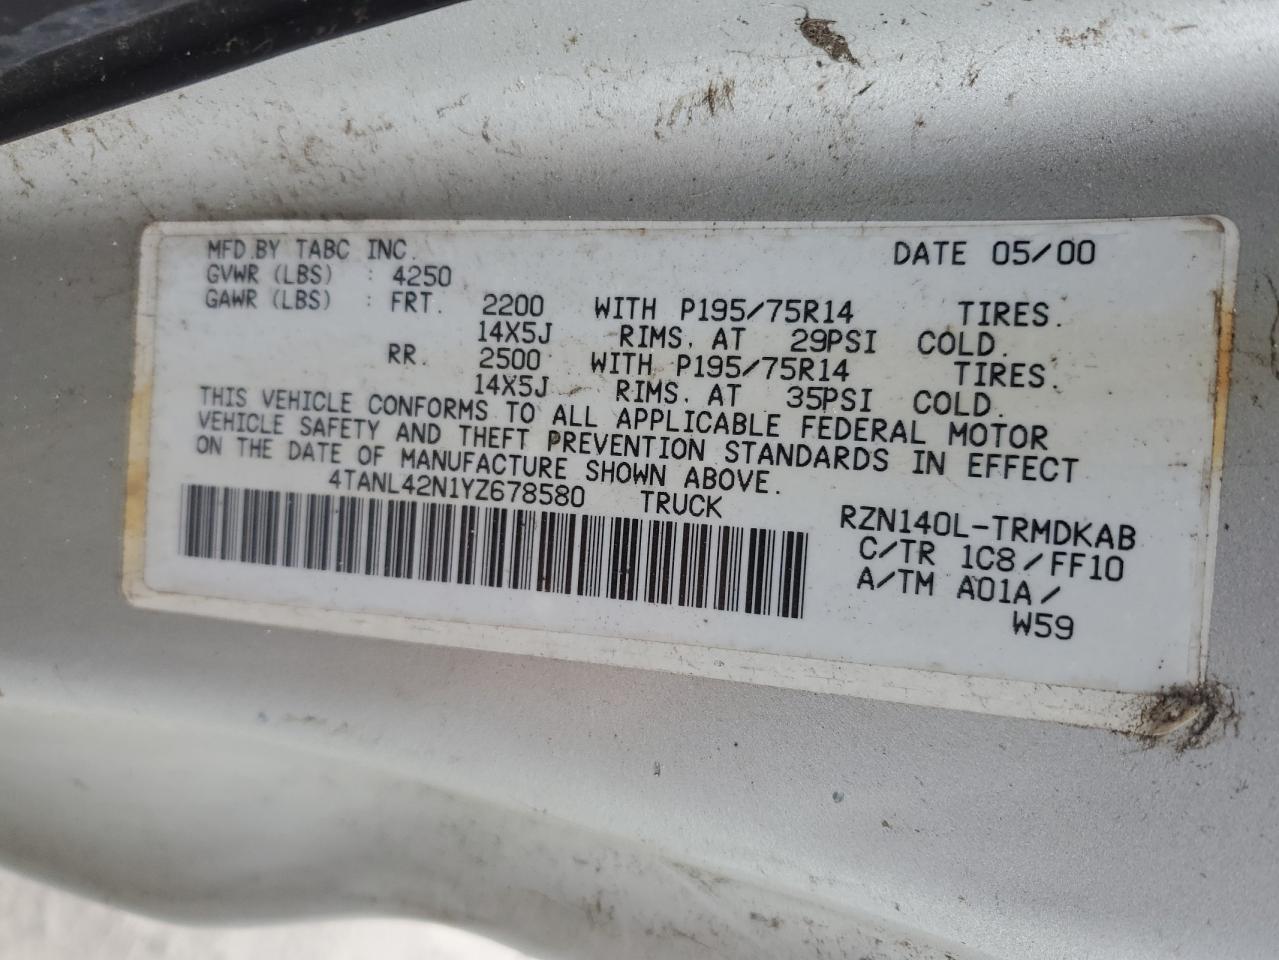 MFD.BY TABC INC. DATE 05/00
GVWR (LBS) : 4250
GAWR (LBS) : FRT. 2200 WITH P195/75R14 TIRES.
14X5J RIMS. AT 29PSI COLD.
RR. 2500 WITH P195/75R14 TIRES.
14X5J RIMS. AT 35PSI COLD.
THIS VEHICLE CONFORMS TO ALL APPLICABLE FEDERAL MOTOR
VEHICLE SAFETY AND THEFT PREVENTION STANDARDS IN EFFECT
ON THE DATE OF MANUFACTURE SHOWN ABOVE.
4TANL42N1YZ678580 TRUCK
RZN140L-TRMDKAB
C/TR 1C8/FF10
A/TM A01A/
W59